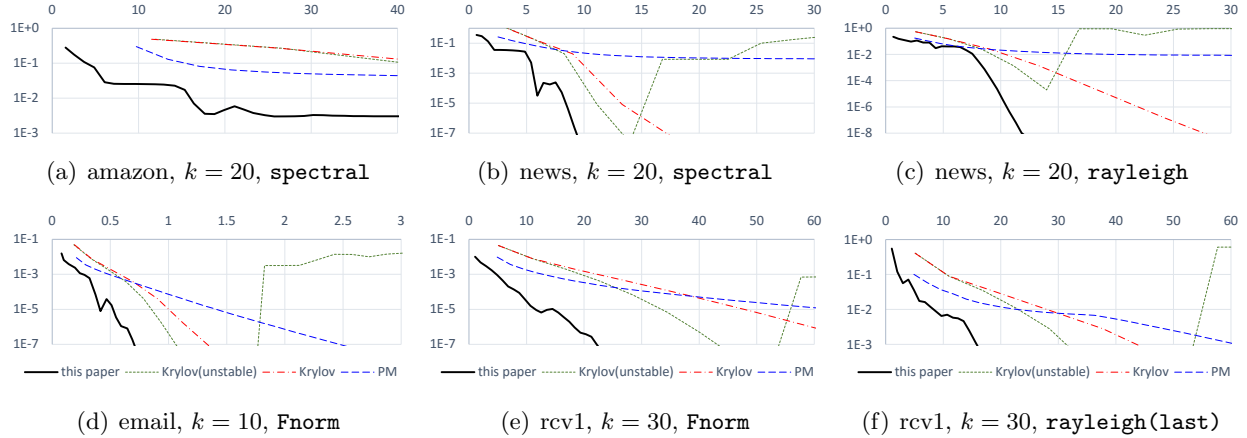 0 10 20 30 40
1E+0
1E-1
1E-2
1E-3
(a) amazon, k = 20, spectral
0 5 10 15 20 25 30
1E-1
1E-3
1E-5
1E-7
(b) news, k = 20, spectral
0 5 10 15 20 25 30
1E+0
1E-2
1E-4
1E-6
1E-8
(c) news, k = 20, rayleigh
0 0.5 1 1.5 2 2.5 3
1E-1
1E-3
1E-5
1E-7
this paper Krylov(unstable) Krylov PM
(d) email, k = 10, Fnorm
0 10 20 30 40 50 60
1E-1
1E-3
1E-5
1E-7
this paper Krylov(unstable) Krylov PM
(e) rcv1, k = 30, Fnorm
0 10 20 30 40 50 60
1E+0
1E-1
1E-2
1E-3
this paper Krylov(unstable) Krylov PM
(f) rcv1, k = 30, rayleigh(last)